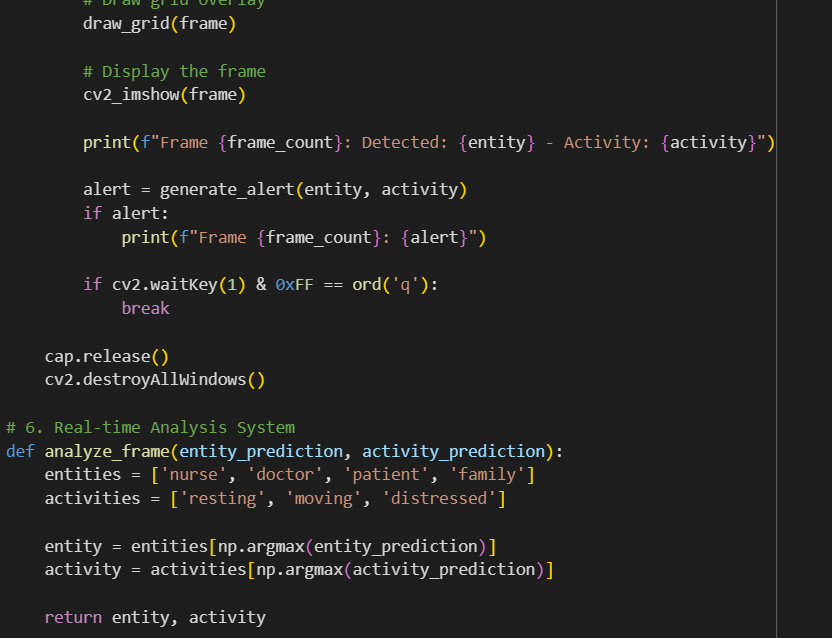 # Draw grid overlay
draw_grid(frame)
# Display the frame
cv2_imshow(frame)
print(f"Frame {frame_count}: Detected: {entity} - Activity: {activity}")
alert = generate_alert(entity, activity)
if alert:
print(f"Frame {frame_count}: {alert}")
if cv2.waitKey(1) & 0xFF == ord('q'):
break
cap.release()
cv2.destroyAllWindows()
# 6. Real-time Analysis System
def analyze_frame(entity_prediction, activity_prediction):
entities = ['nurse', 'doctor', 'patient', 'family']
activities = ['resting', 'moving', 'distressed']
entity = entities[np.argmax(entity_prediction)]
activity = activities[np.argmax(activity_prediction)]
return entity, activity